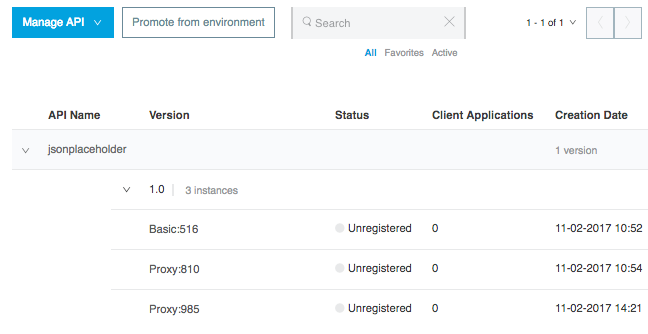 Manage API
Promote from environment
Search
1 - 1 of 1
All Favorites Active
API Name Version Status Client Applications Creation Date
jsonplaceholder 1 version
1.0 3 instances
Basic:516 Unregistered 0 11-02-2017 10:52
Proxy:810 Unregistered 0 11-02-2017 10:54
Proxy:985 Unregistered 0 11-02-2017 14:21